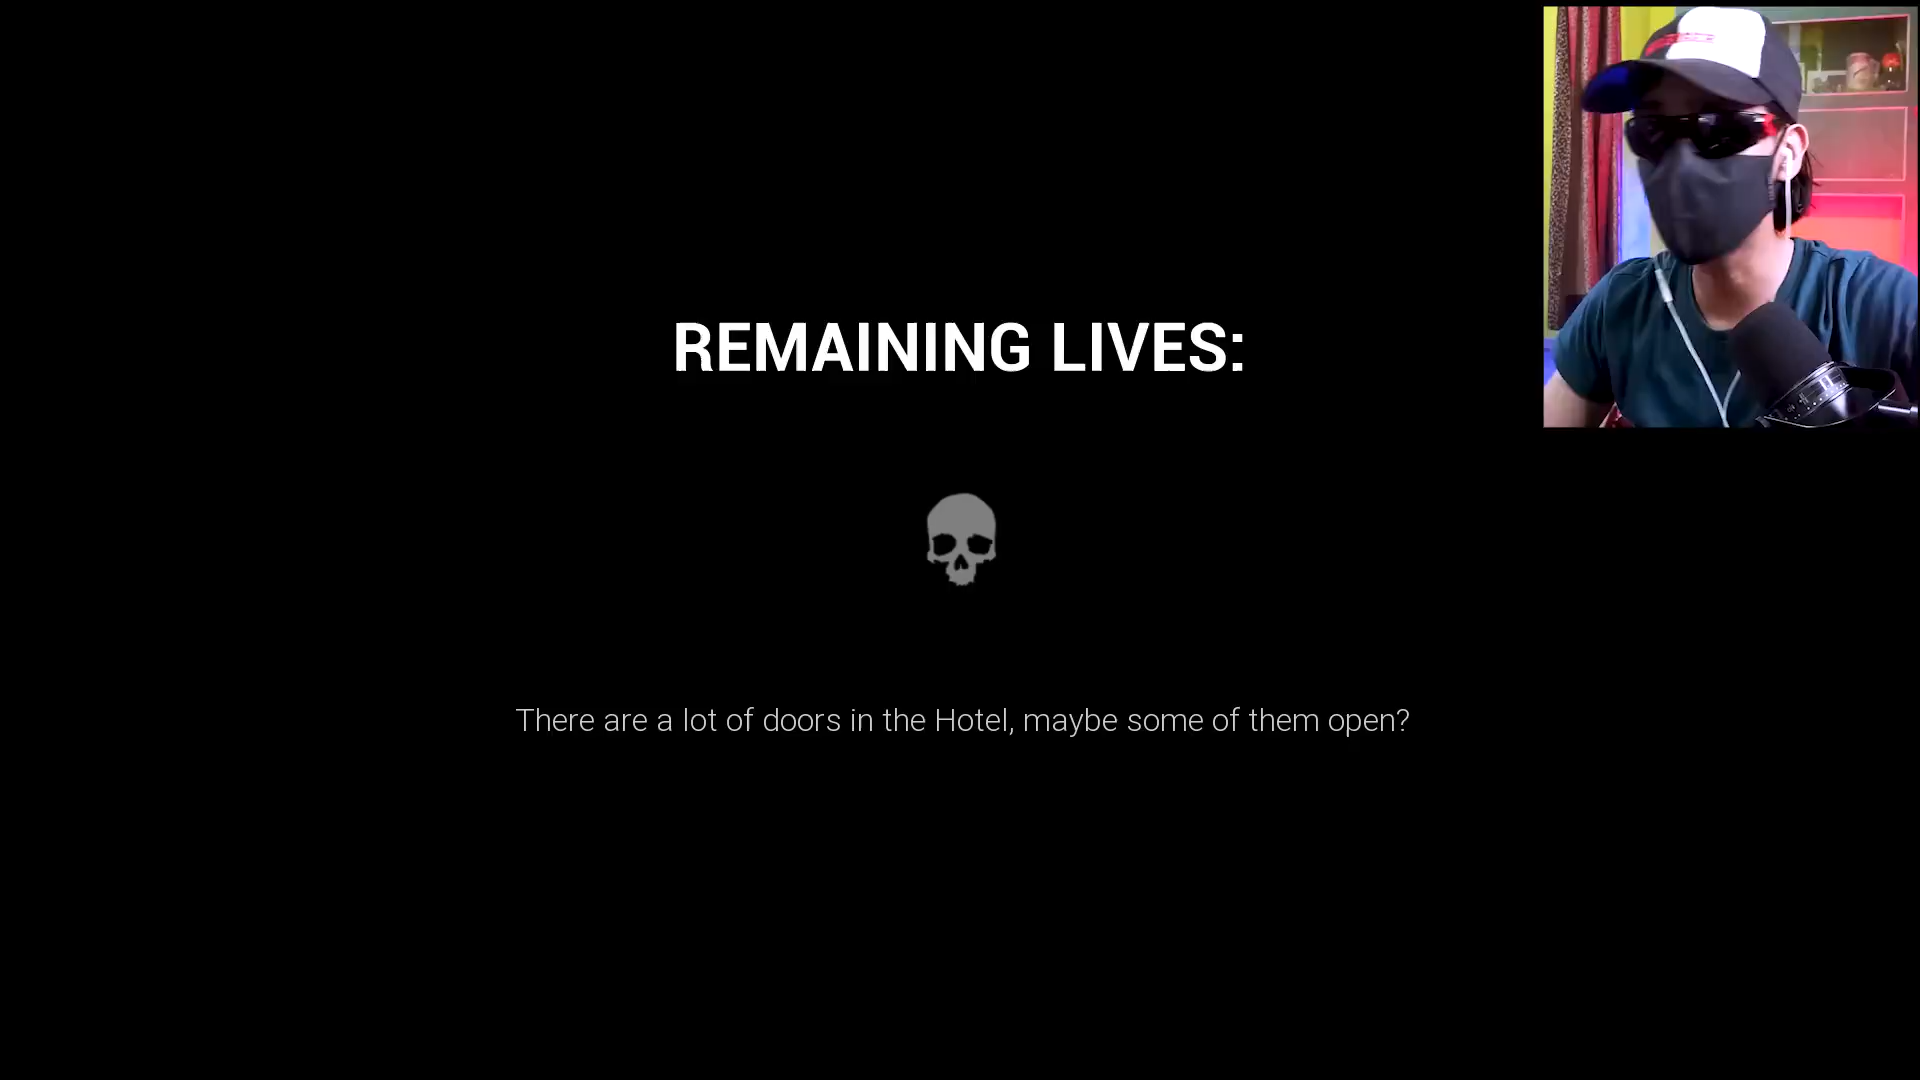 REMAINING LIVES:
There are a lot of doors in the Hotel, maybe some of them open?